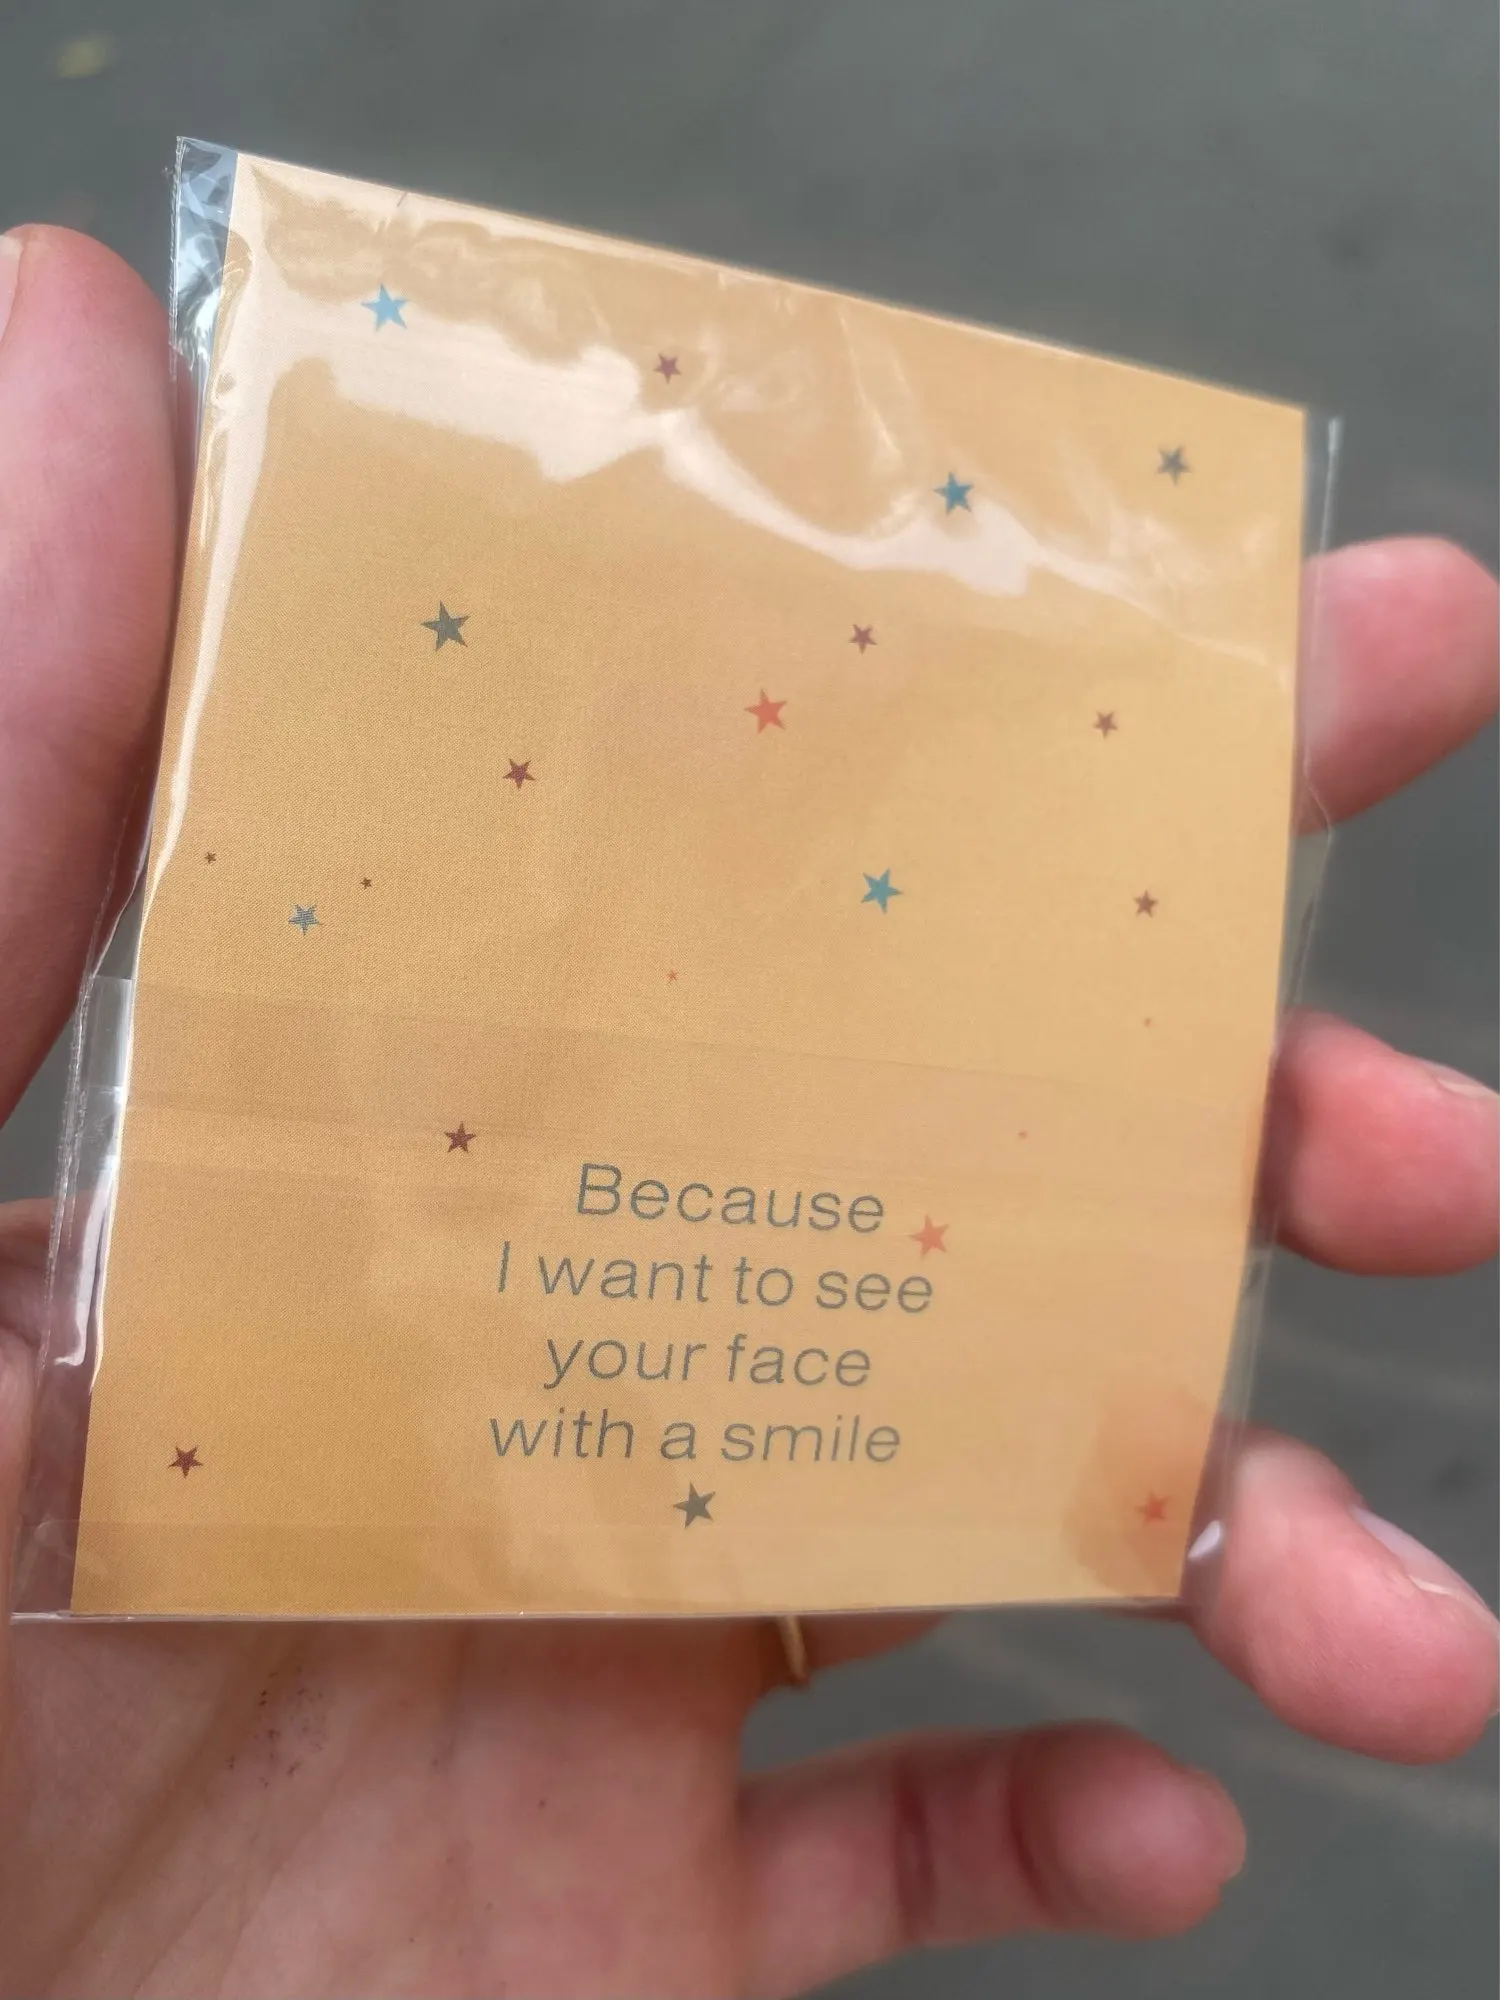 Because
I want to see
your face
with a smile